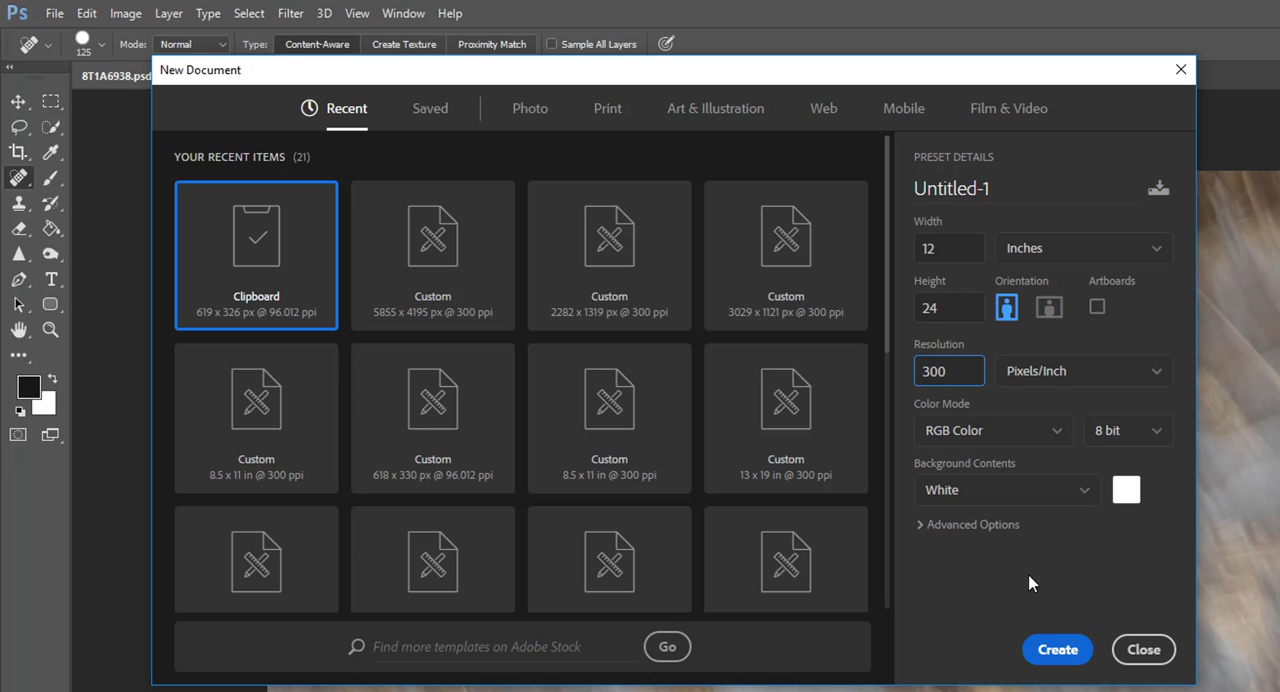 Ps File Edit Image Layer Type Select Filter 3D View Window Help
125 Mode: Normal Type: Content-Aware Create Texture Proximity Match Sample All Layers
8T1A6938.psd
New Document
Recent Saved Photo Print Art & Illustration Web Mobile Film & Video
YOUR RECENT ITEMS (21)
Clipboard
619 x 326 px @ 96.012 ppi
Custom
5855 x 4195 px @ 300 ppi
Custom
2282 x 1319 px @ 300 ppi
Custom
3029 x 1121 px @ 300 ppi
Custom
8.5 x 11 in @ 300 ppi
Custom
618 x 330 px @ 96.012 ppi
Custom
8.5 x 11 in @ 300 ppi
Custom
13 x 19 in @ 300 ppi
Find more templates on Adobe Stock Go
PRESET DETAILS
Untitled-1
Width
12 Inches
Height Orientation Artboards
24
Resolution
300 Pixels/Inch
Color Mode
RGB Color 8 bit
Background Contents
White
Advanced Options
Create Close
T